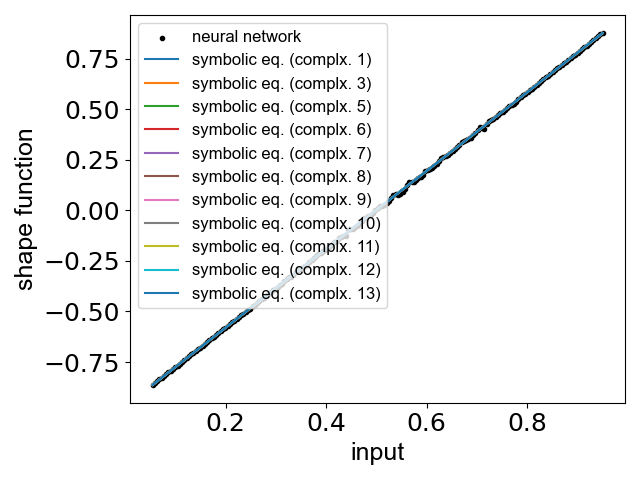 neural network
symbolic eq. (complx. 1)
symbolic eq. (complx. 3)
symbolic eq. (complx. 5)
symbolic eq. (complx. 6)
symbolic eq. (complx. 7)
symbolic eq. (complx. 8)
symbolic eq. (complx. 9)
symbolic eq. (complx. 10)
symbolic eq. (complx. 11)
symbolic eq. (complx. 12)
symbolic eq. (complx. 13)
shape function
0.75
0.50
0.25
0.00
−0.25
−0.50
−0.75
0.2 0.4 0.6 0.8
input